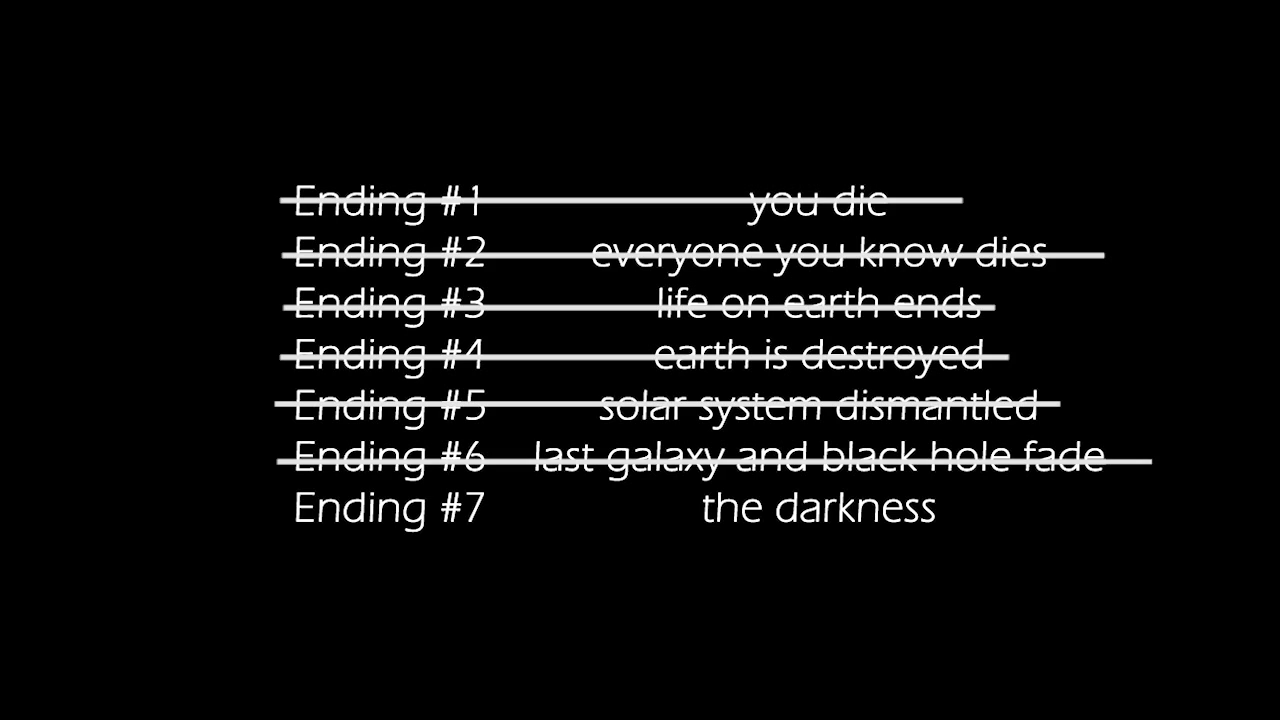 Ending #1 you die
Ending #2 everyone you know dies
Ending #3 life on earth ends
Ending #4 earth is destroyed
Ending #5 solar system dismantled
Ending #6 last galaxy and black hole fade
Ending #7 the darkness